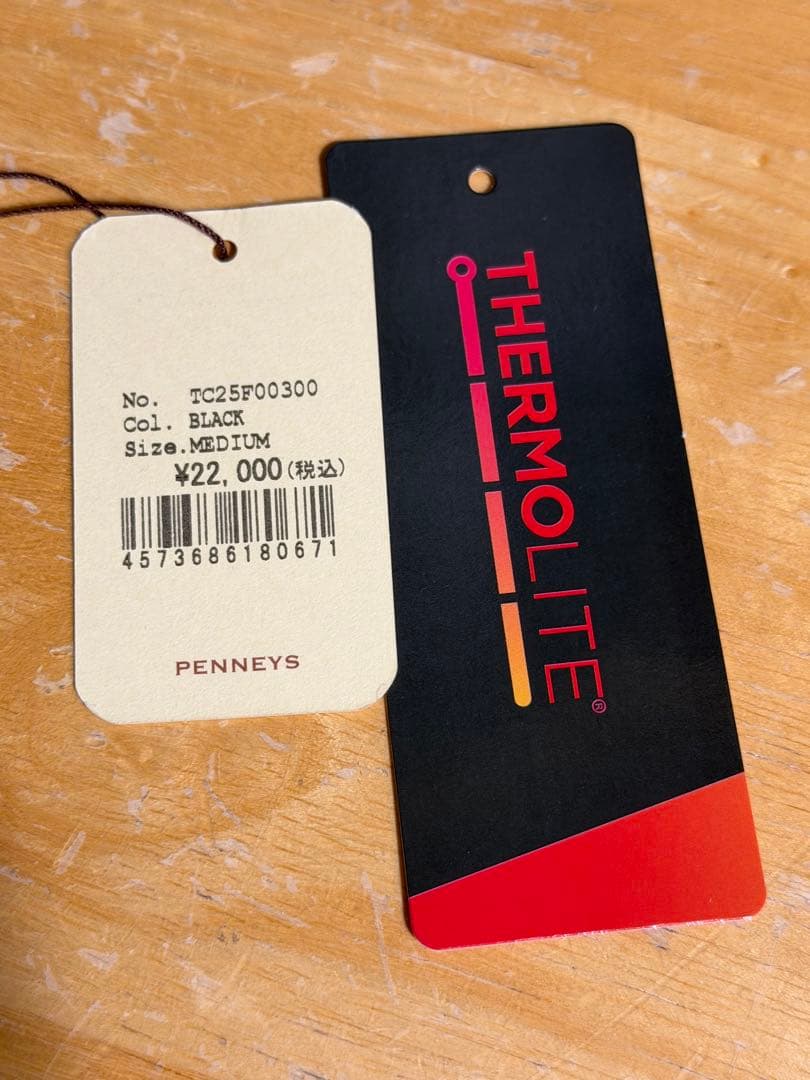 No. TC25F00300
Col. BLACK
Size.MEDIUM
¥22,000(税込)
4573686180671
PENNEYS
THERMOLITE®